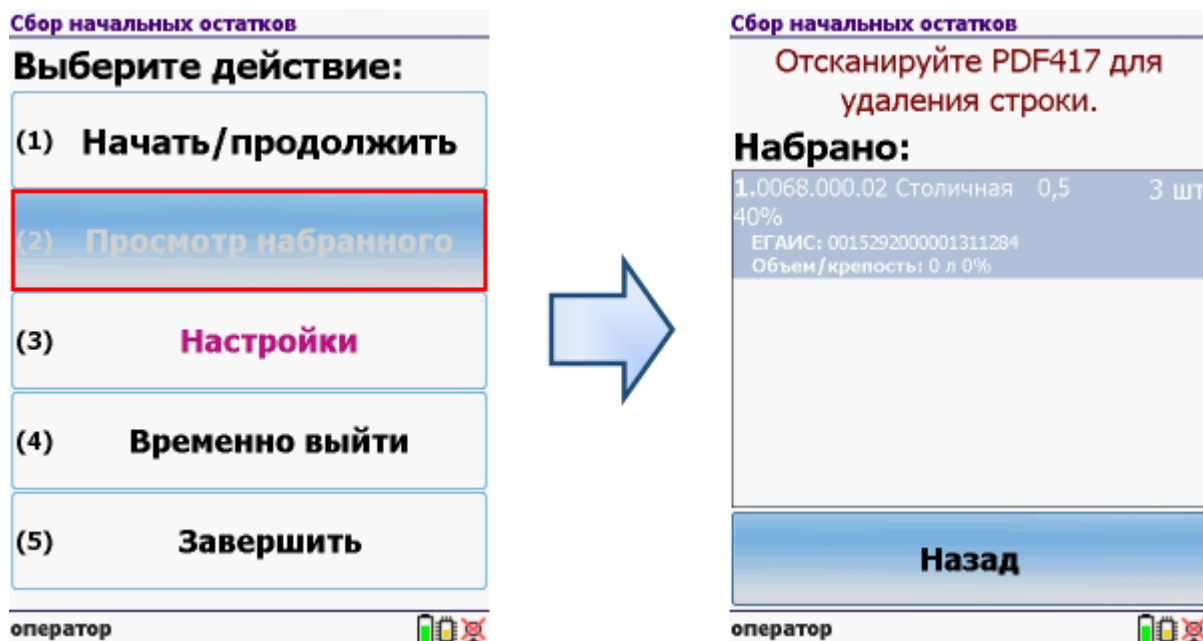 Сбор начальных остатков
Выберите действие:
(1) Начать/продолжить
(2) Просмотр набранного
(3) Настройки
(4) Временно выйти
(5) Завершить
оператор
Сбор начальных остатков
Отсканируйте PDF417 для
удаления строки.
Набрано:
1.0068.000.02 Столичная 0,5 3 шт
40%
ЕГАИС: 0015292000001311284
Объем/крепость: 0 л 0%
Назад
оператор